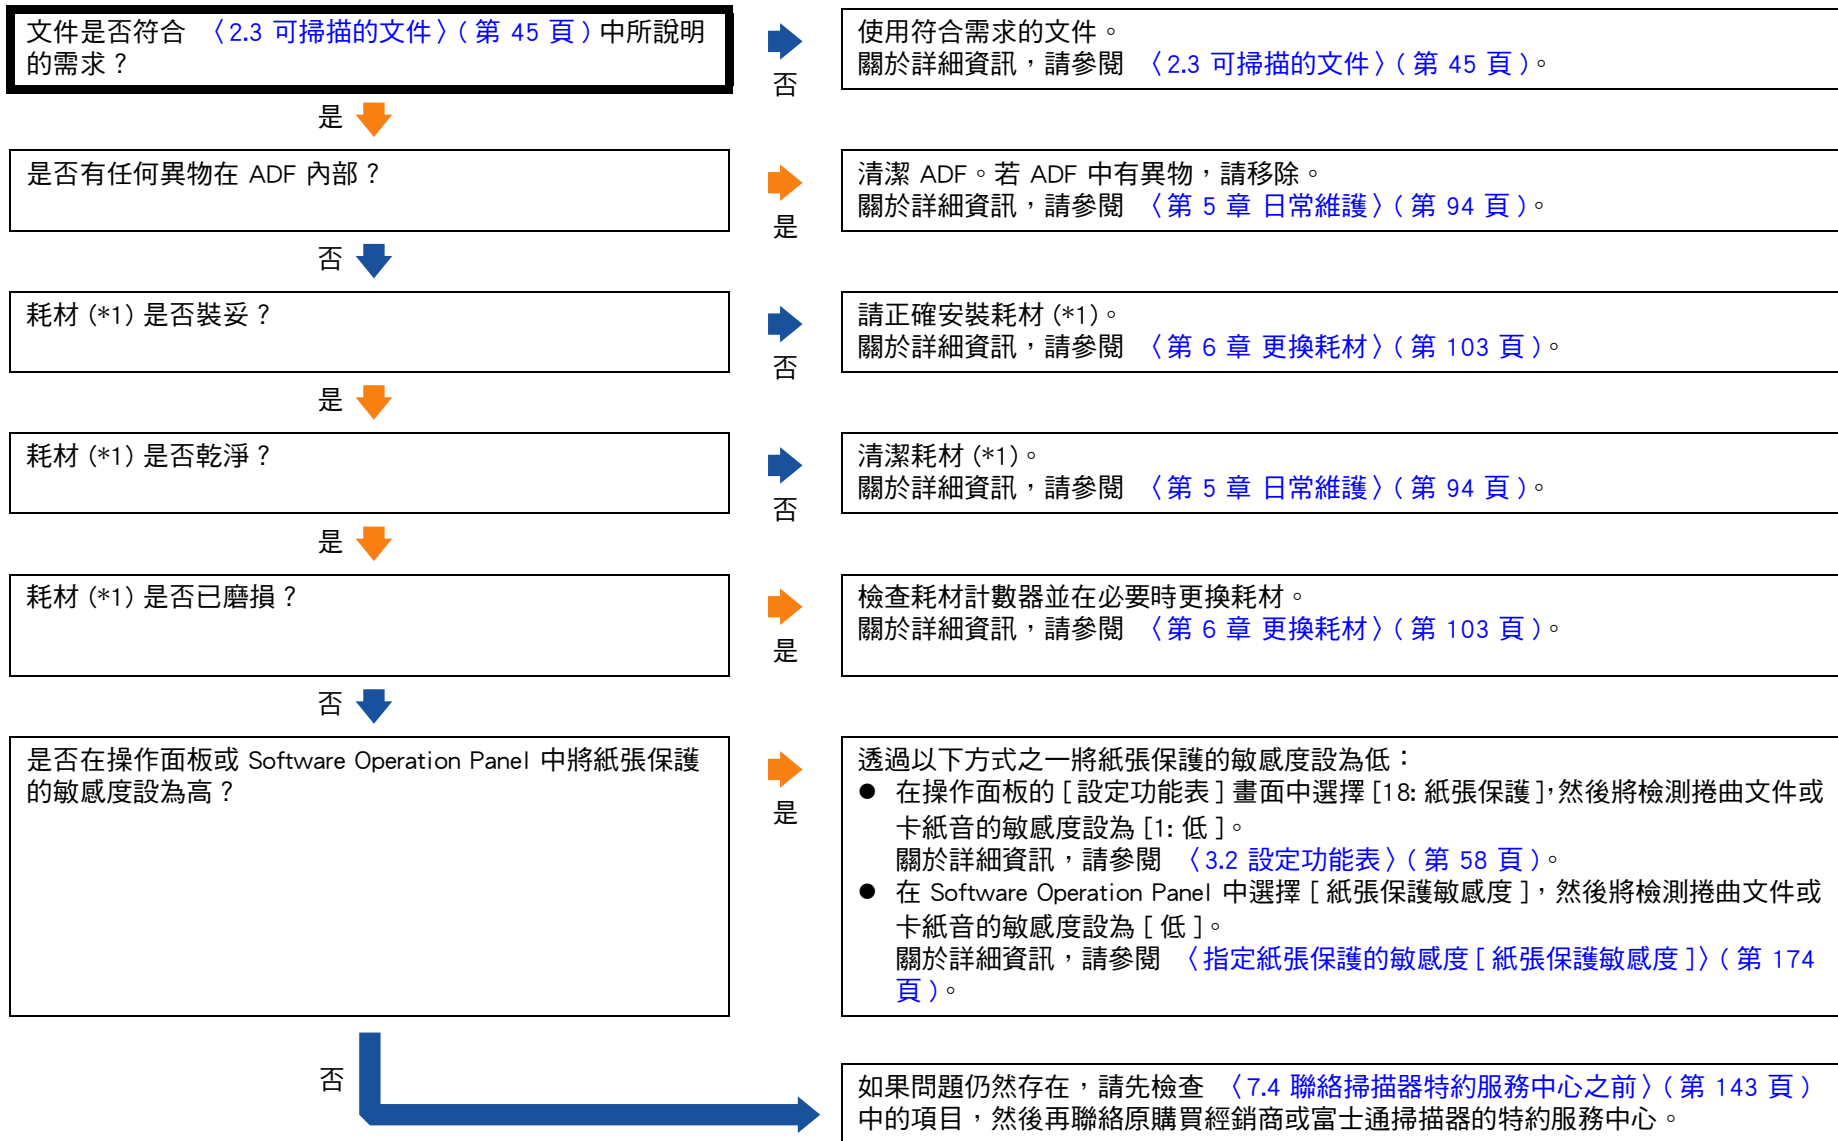 文件是否符合 〈2.3 可掃描的文件〉( 第 45 頁 ) 中所說明
的需求？
否
使用符合需求的文件。
關於詳細資訊，請參閱 〈2.3 可掃描的文件〉( 第 45 頁 )。
是
是否有任何異物在 ADF 內部？
是
清潔 ADF。若 ADF 中有異物，請移除。
關於詳細資訊，請參閱 〈第 5 章 日常維護〉( 第 94 頁 )。
否
耗材 (*1) 是否裝妥？
否
請正確安裝耗材 (*1)。
關於詳細資訊，請參閱 〈第 6 章 更換耗材〉( 第 103 頁 )。
是
耗材 (*1) 是否乾淨？
否
清潔耗材 (*1)。
關於詳細資訊，請參閱 〈第 5 章 日常維護〉( 第 94 頁 )。
是
耗材 (*1) 是否已磨損？
是
檢查耗材計數器並在必要時更換耗材。
關於詳細資訊，請參閱 〈第 6 章 更換耗材〉( 第 103 頁 )。
否
是否在操作面板或 Software Operation Panel 中將紙張保護
的敏感度設為高？
是
透過以下方式之一將紙張保護的敏感度設為低：
● 在操作面板的 [ 設定功能表 ] 畫面中選擇 [18: 紙張保護 ]，然後將檢測捲曲文件或
卡紙音的敏感度設為 [1: 低 ]。
關於詳細資訊，請參閱 〈3.2 設定功能表〉( 第 58 頁 )。
● 在 Software Operation Panel 中選擇 [ 紙張保護敏感度 ]，然後將檢測捲曲文件或
卡紙音的敏感度設為 [ 低 ]。
關於詳細資訊，請參閱 〈指定紙張保護的敏感度 [ 紙張保護敏感度 ]〉( 第 174
頁 )。
否
如果問題仍然存在，請先檢查 〈7.4 聯絡掃描器特約服務中心之前〉( 第 143 頁 )
中的項目，然後再聯絡原購買經銷商或富士通掃描器的特約服務中心。